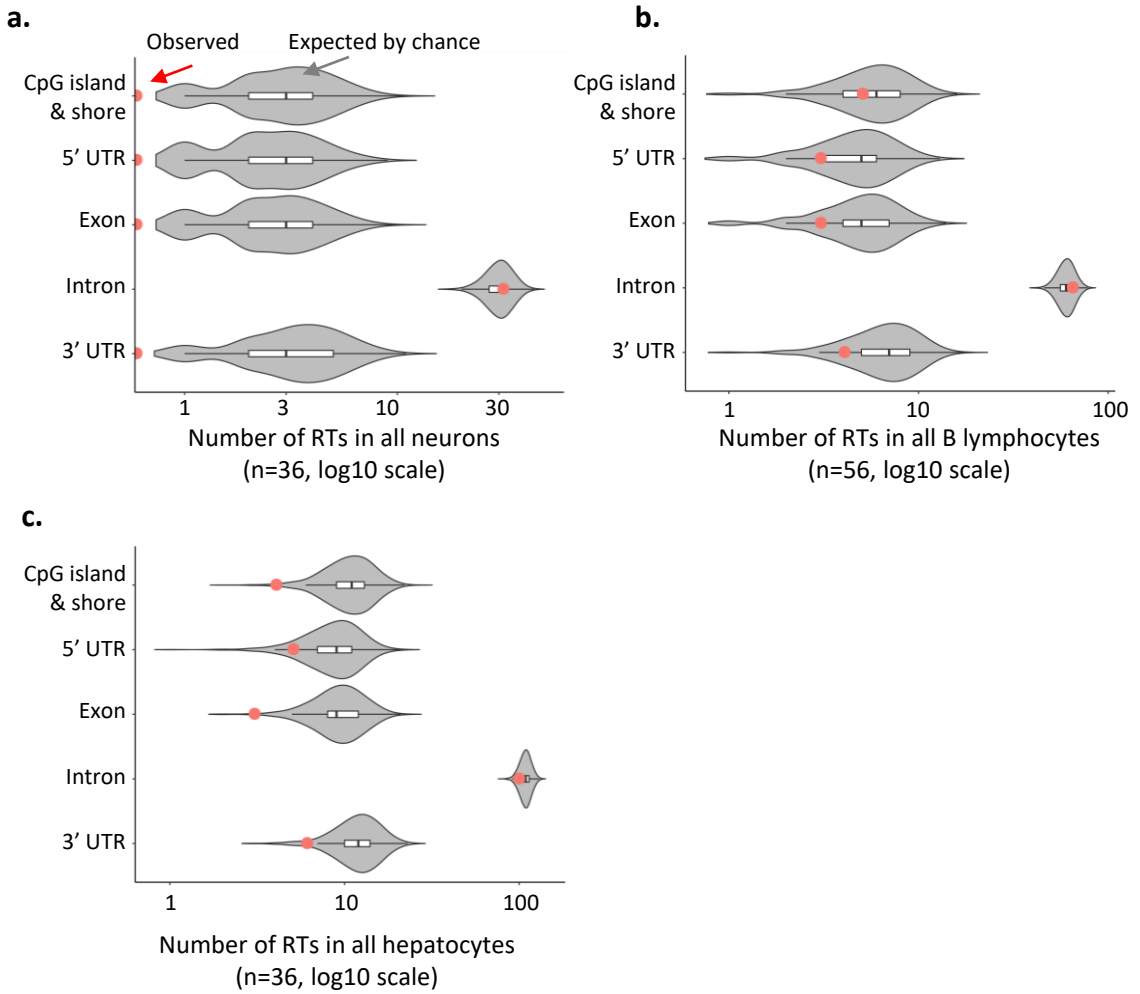 a.
Observed
Expected by chance
CpG island
& shore
5’ UTR
Exon
Intron
3’ UTR
1
3
10
30
Number of RTs in all neurons
(n=36, log10 scale)
b.
CpG island
& shore
5’ UTR
Exon
Intron
3’ UTR
1
10
100
Number of RTs in all B lymphocytes
(n=56, log10 scale)
c.
CpG island
& shore
5’ UTR
Exon
Intron
3’ UTR
1
10
100
Number of RTs in all hepatocytes
(n=36, log10 scale)